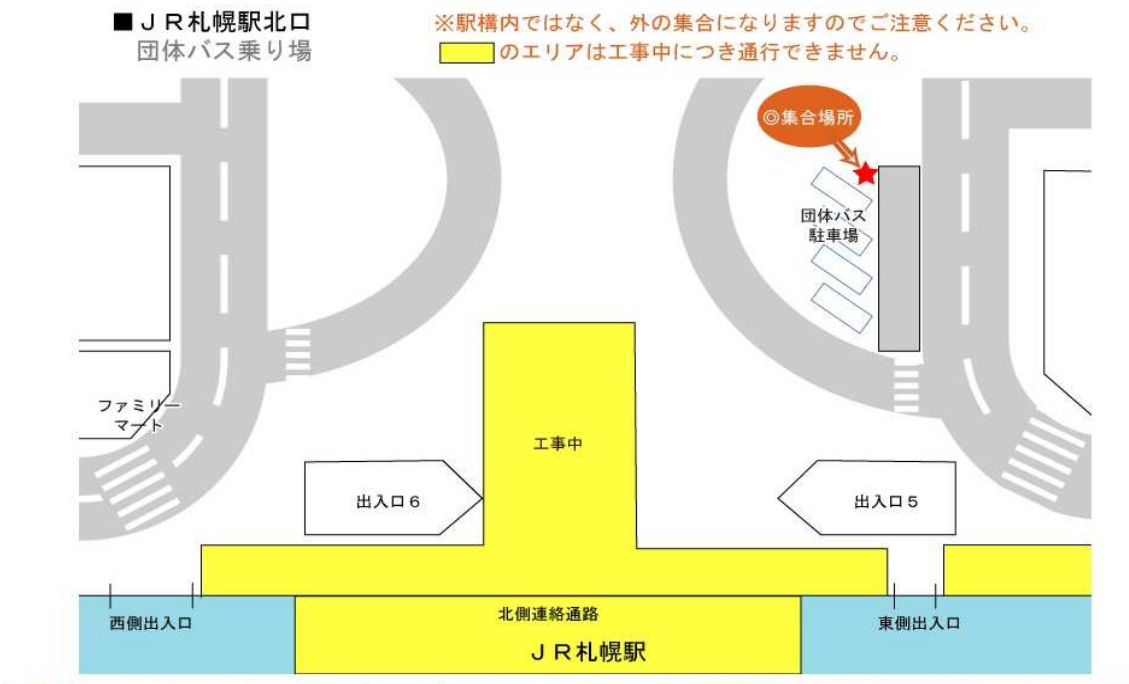 ■ＪＲ札幌駅北口
団体バス乗り場
※駅構内ではなく、外の集合になりますのでご注意ください。
のエリアは工事中につき通行できません。
◎集合場所
団体バス
駐車場
ファミリー
マート
工事中
出入口６
出入口５
西側出入口
北側連絡通路
東側出入口
ＪＲ札幌駅